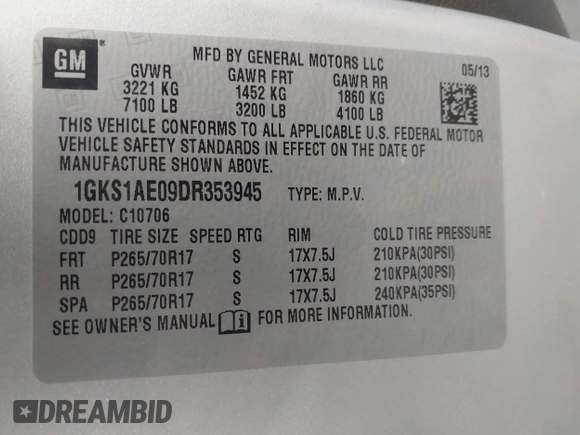 GM
MFD BY GENERAL MOTORS LLC 05/13
GVWR GAWR FRT GAWR RR
3221 KG 1452 KG 1860 KG
7100 LB 3200 LB 4100 LB
THIS VEHICLE CONFORMS TO ALL APPLICABLE U.S. FEDERAL MOTOR
VEHICLE SAFETY STANDARDS IN EFFECT ON THE DATE OF
MANUFACTURE SHOWN ABOVE.
1GKS1AE09DR353945 TYPE: M.P.V.
MODEL: C10706
CDD9 TIRE SIZE SPEED RTG RIM COLD TIRE PRESSURE
FRT P265/70R17 S 17X7.5J 210KPA(30PSI)
RR P265/70R17 S 17X7.5J 210KPA(30PSI)
SPA P265/70R17 S 17X7.5J 240KPA(35PSI)
SEE OWNER'S MANUAL i FOR MORE INFORMATION.
DREAMBID